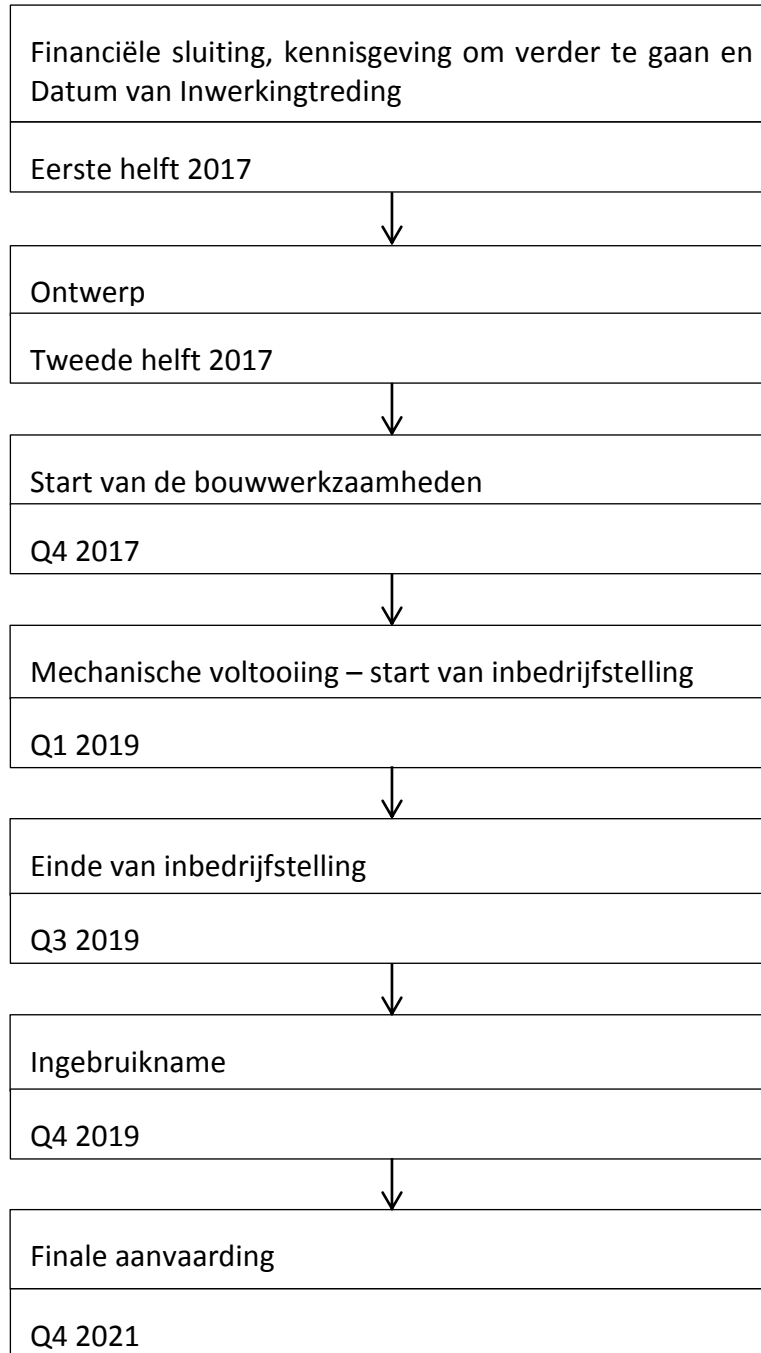 Financiële sluiting, kennisgeving om verder te gaan en
Datum van Inwerkingtreding
Eerste helft 2017
Ontwerp
Tweede helft 2017
Start van de bouwwerkzaamheden
Q4 2017
Mechanische voltooiing – start van inbedrijfstelling
Q1 2019
Einde van inbedrijfstelling
Q3 2019
Ingebruikname
Q4 2019
Finale aanvaarding
Q4 2021